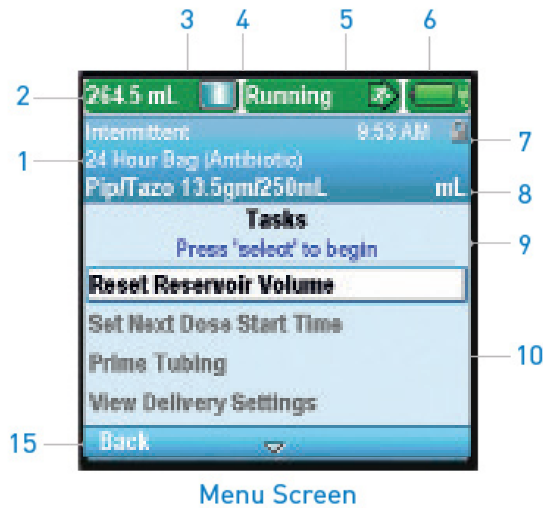 3 4 5 6
2 264.5 mL Running
Intermittent 9:53 AM 7
1 24 Hour Bag (Antibiotic)
Pip/Tazo 13.5gm/250mL mL 8
Tasks 9
Press 'select' to begin
Reset Reservoir Volume
Set Next Dose Start Time
Prime Tubing 10
View Delivery Settings
15 Back
Menu Screen